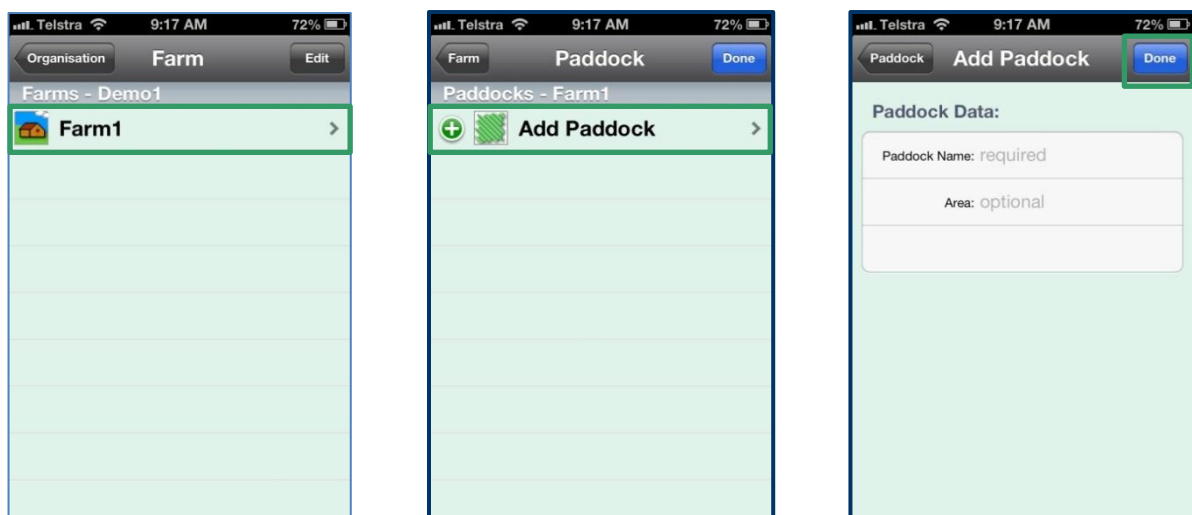 Telstra 9:17 AM 72%
Organisation Farm Edit
Farms - Demo1
Farm1
Telstra 9:17 AM 72%
Farm Paddock Done
Paddocks - Farm1
Add Paddock
Telstra 9:17 AM 72%
Paddock Add Paddock Done
Paddock Data:
Paddock Name: required
Area: optional